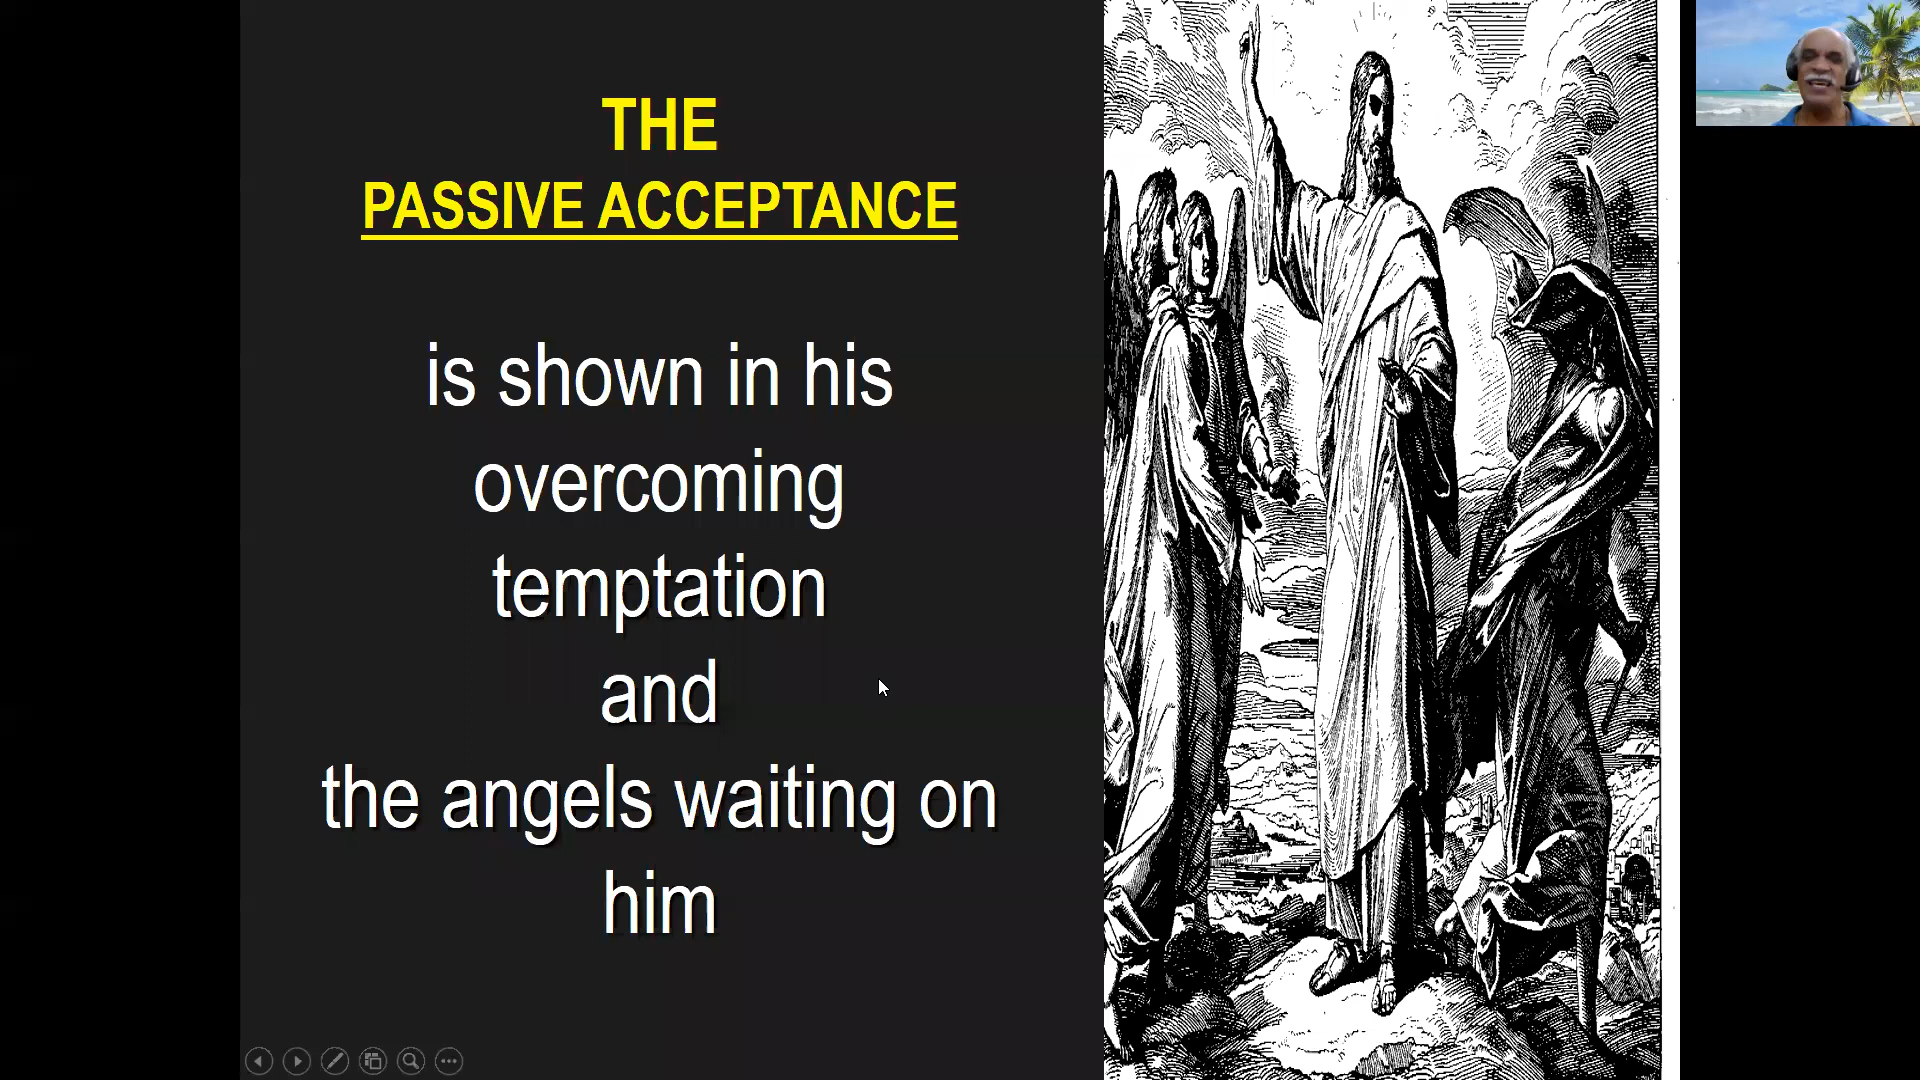 THE
PASSIVE ACCEPTANCE
is shown in his
overcoming
temptation
and
the angels waiting on
him